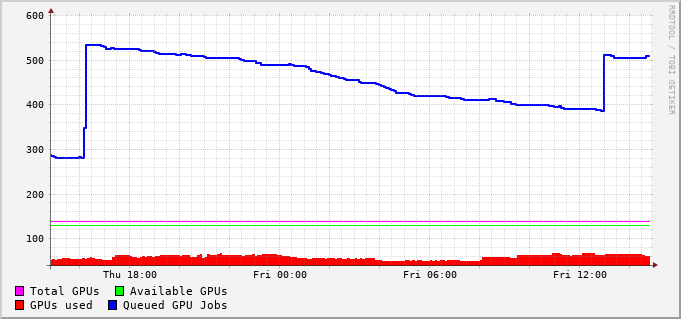 600
500
400
300
200
100
Thu 18:00 Fri 00:00 Fri 06:00 Fri 12:00
Total GPUs Available GPUs
GPUs used Queued GPU Jobs
RRDTOOL / TOBI OETIKER